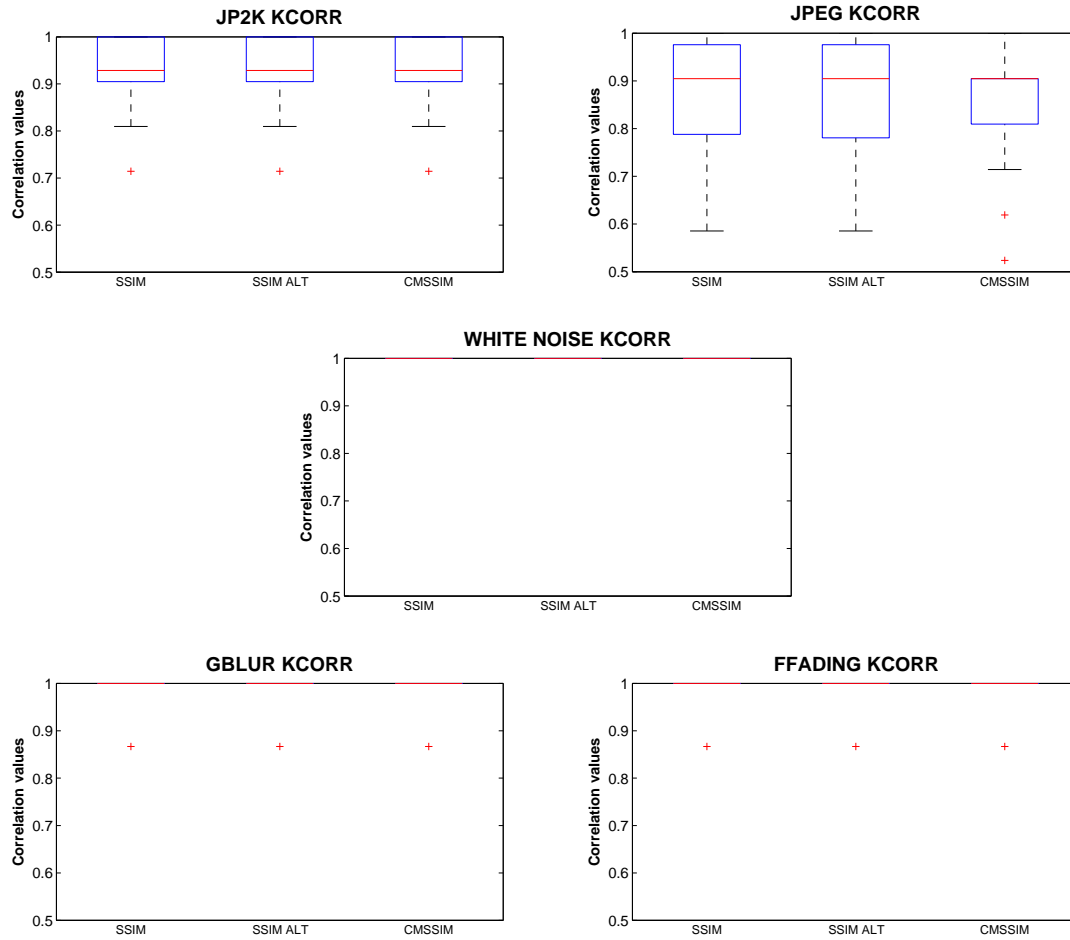 JP2K KCORR
Correlation values
1
0.9
0.8
0.7
0.6
0.5
SSIM SSIM ALT CMSSIM
JPEG KCORR
Correlation values
1
0.9
0.8
0.7
0.6
0.5
SSIM SSIM ALT CMSSIM
WHITE NOISE KCORR
Correlation values
1
0.9
0.8
0.7
0.6
0.5
SSIM SSIM ALT CMSSIM
GBLUR KCORR
Correlation values
1
0.9
0.8
0.7
0.6
0.5
SSIM SSIM ALT CMSSIM
FFADING KCORR
Correlation values
1
0.9
0.8
0.7
0.6
0.5
SSIM SSIM ALT CMSSIM